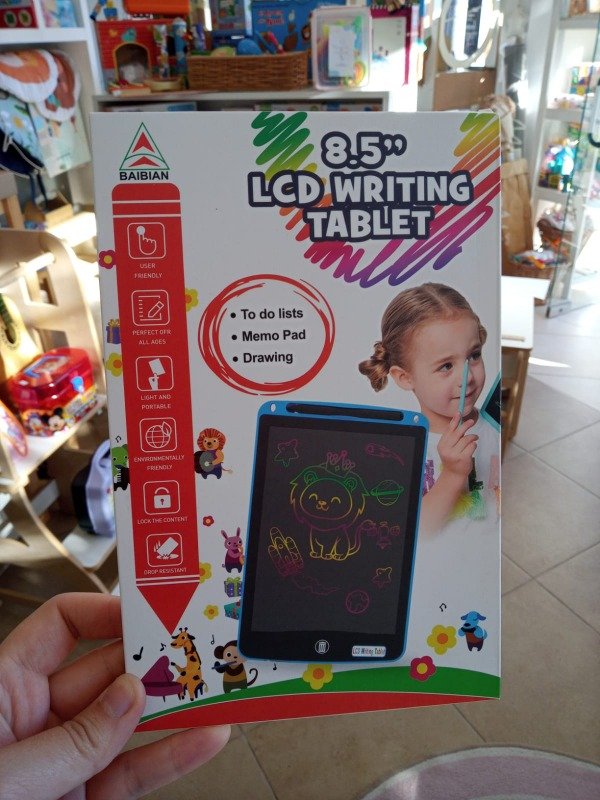 BAIBIAN
8.5”
LCD WRITING
TABLET
USER
FRIENDLY
PERFECT OFR
ALL AGES
LIGHT AND
PORTABLE
ENVIRONMENTALLY
FRIENDLY
LOCK THE CONTENT
DROP RESISTANT
• To do lists
• Memo Pad
• Drawing
LCD Writing Tablet